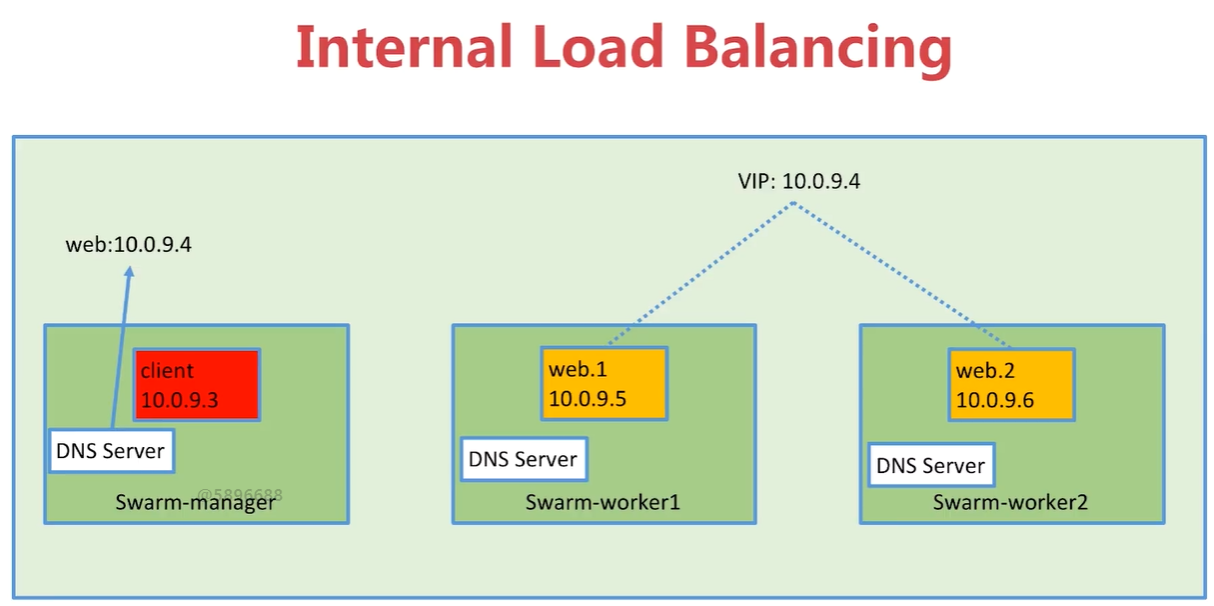 Internal Load Balancing
VIP: 10.0.9.4
web:10.0.9.4
client
10.0.9.3
DNS Server
@5896688
Swarm-manager
web.1
10.0.9.5
DNS Server
Swarm-worker1
web.2
10.0.9.6
DNS Server
Swarm-worker2